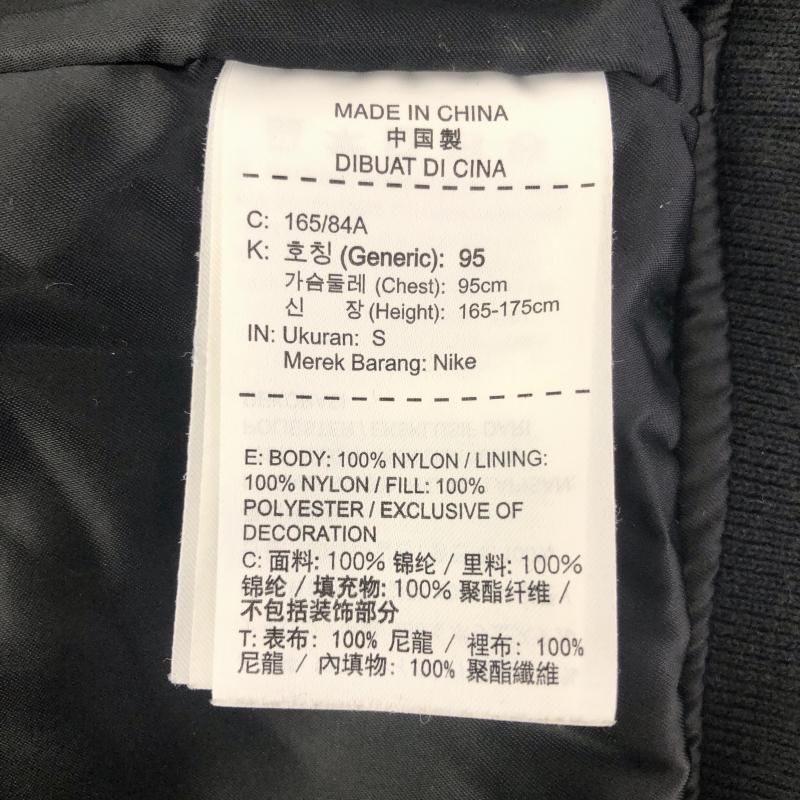 MADE IN CHINA
中国製
DIBUAT DI CINA
C: 165/84A
K: 호칭 (Generic): 95
가슴둘레 (Chest): 95cm
신 장 (Height): 165-175cm
IN: Ukuran: S
Merek Barang: Nike
E: BODY: 100% NYLON / LINING:
100% NYLON / FILL: 100%
POLYESTER / EXCLUSIVE OF
DECORATION
C: 面料: 100% 锦纶 / 里料: 100%
锦纶 / 填充物: 100% 聚酯纤维 /
不包括装饰部分
T: 表布: 100% 尼龍 / 裡布: 100%
尼龍 / 內填物: 100% 聚酯纖維